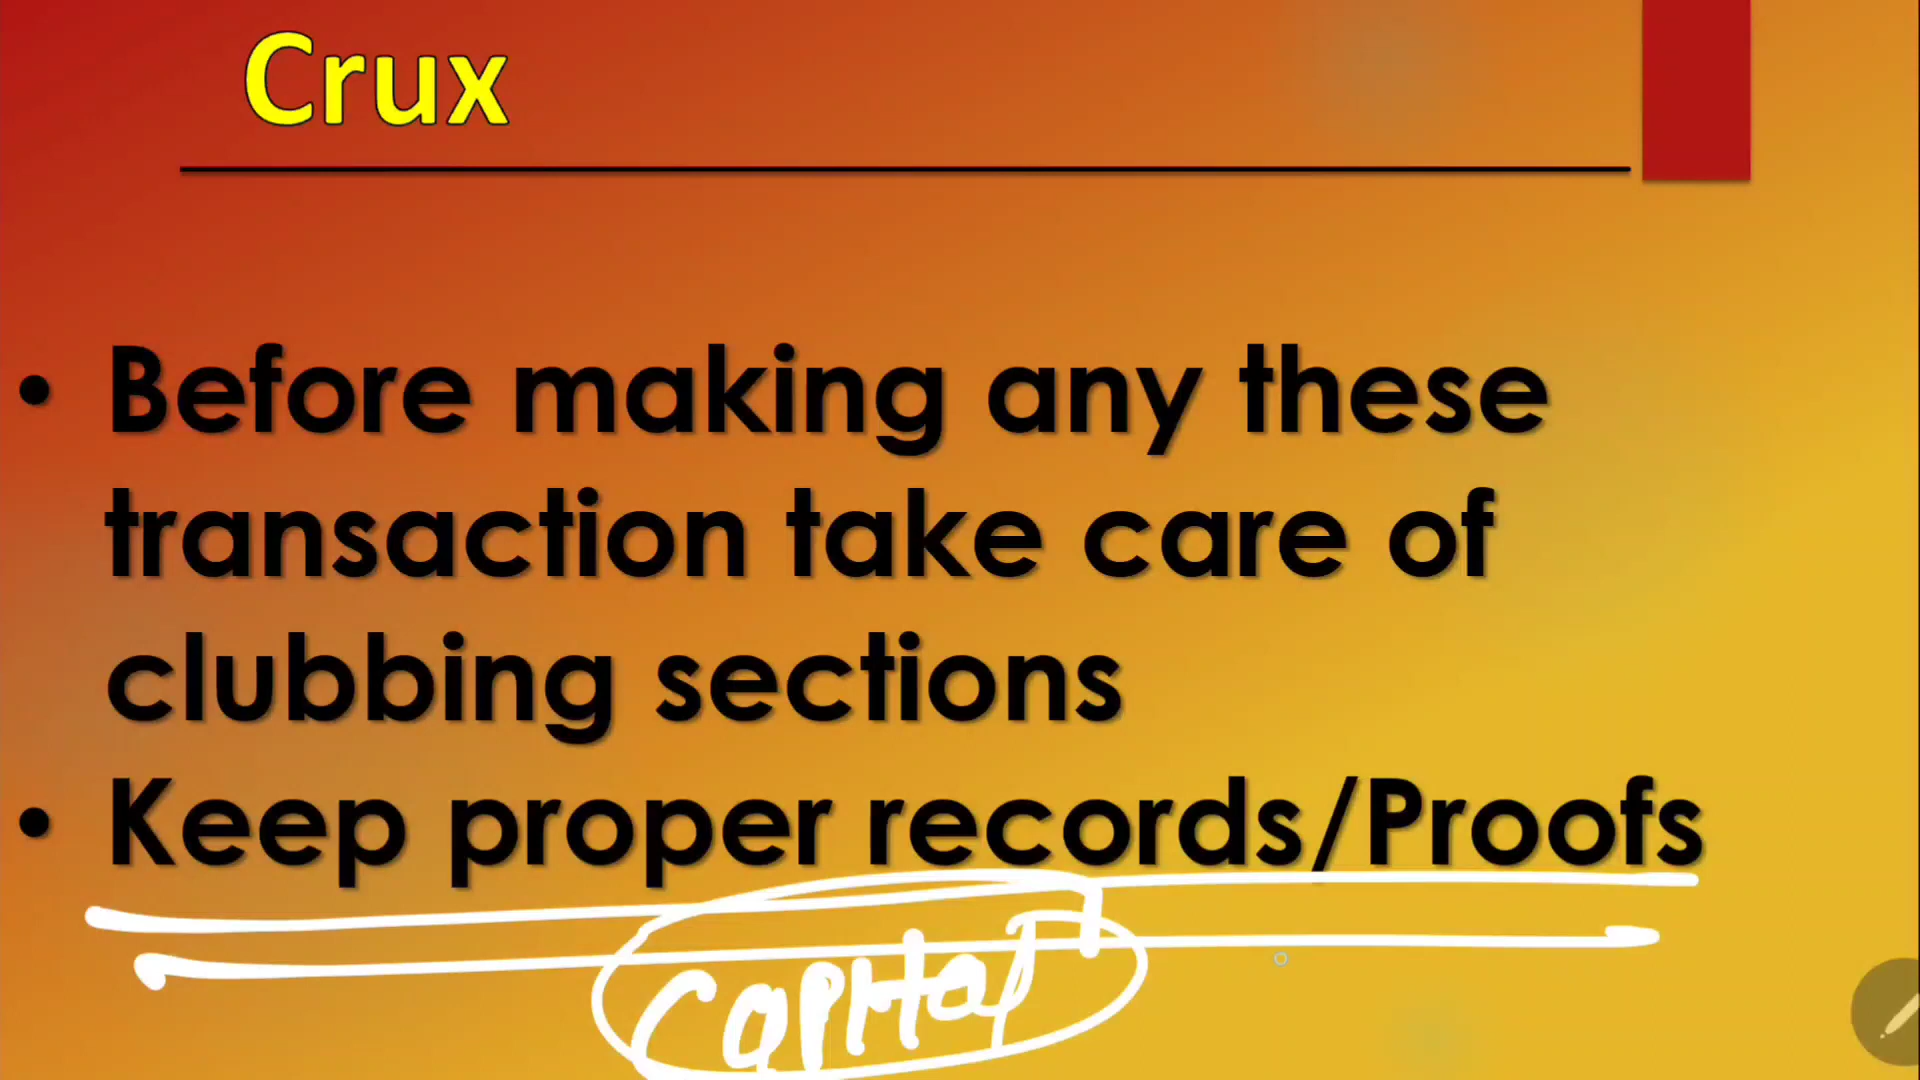 Crux
• Before making any these
transaction take care of
clubbing sections
• Keep proper records/Proofs
Capital